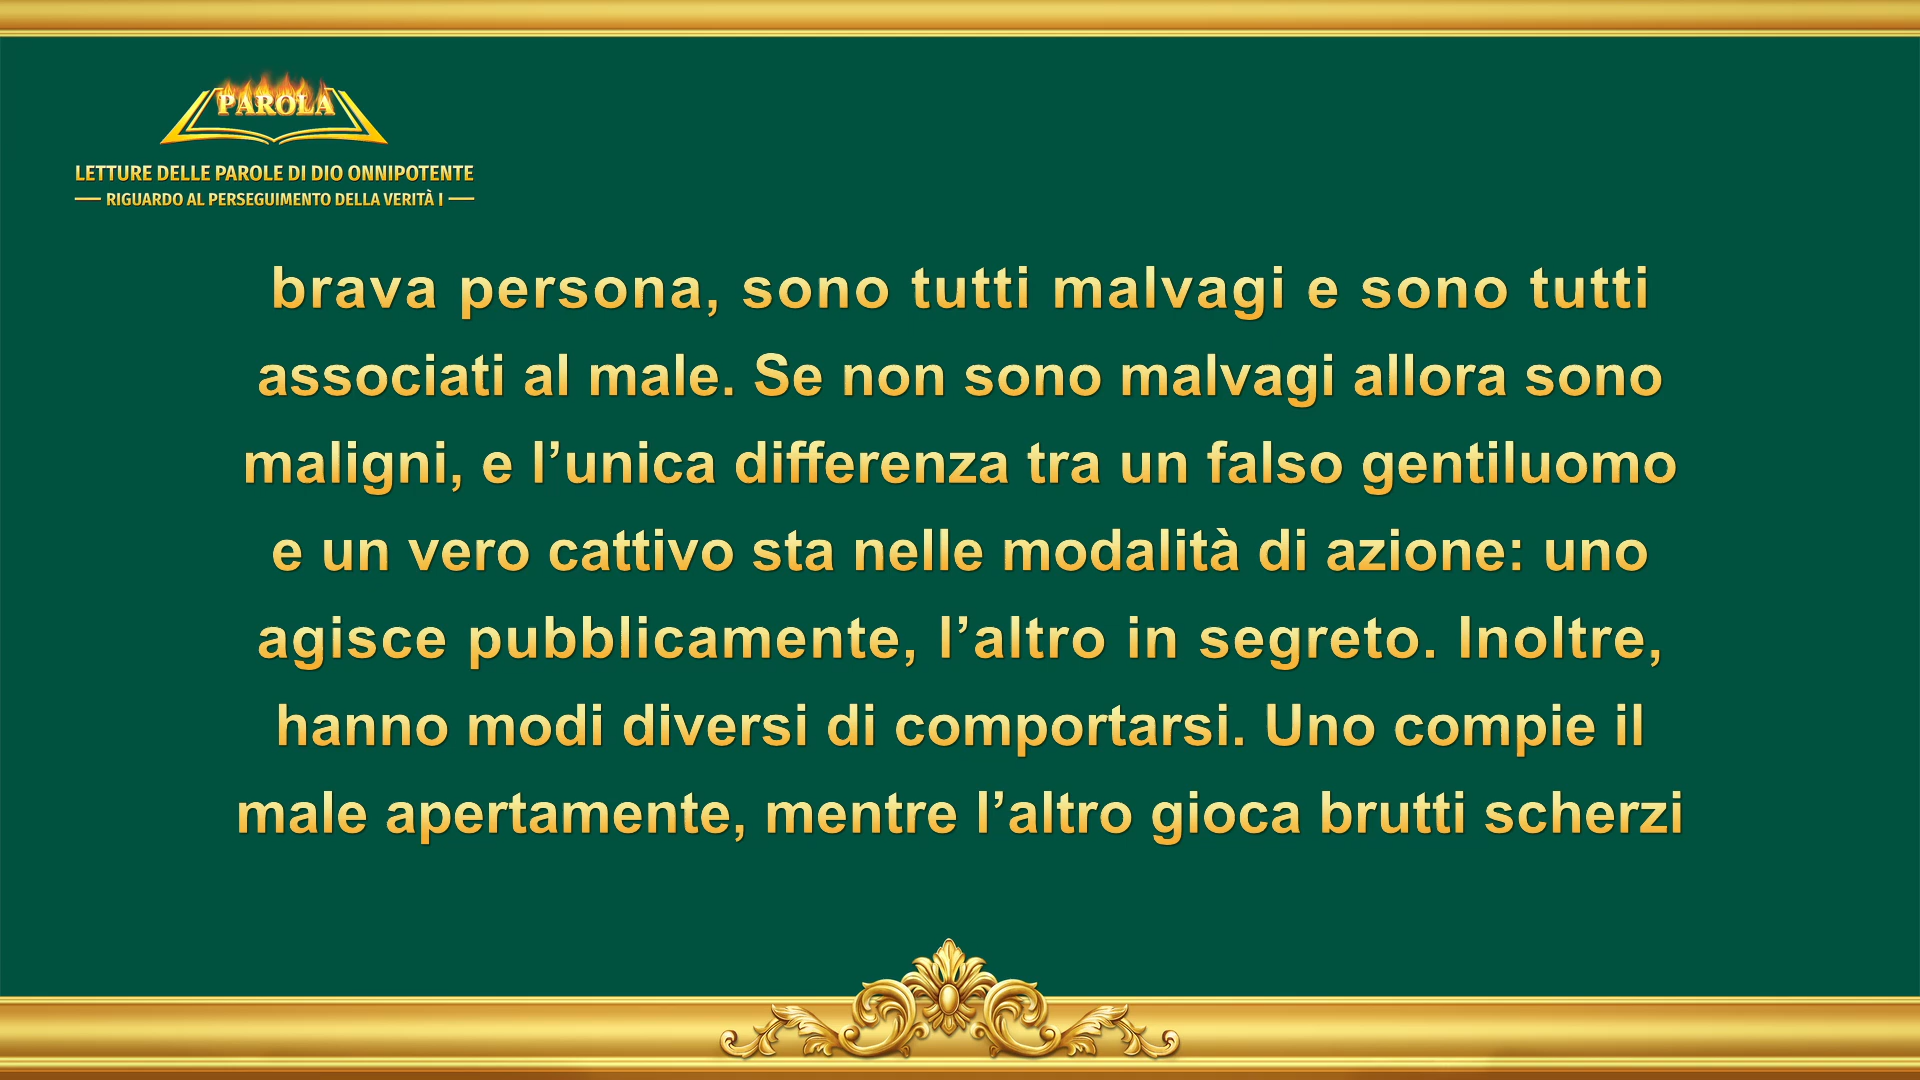 PAROLA
LETTURE DELLE PAROLE DI DIO ONNIPOTENTE
RIGUARDO AL PERSEGUIMENTO DELLA VERITÀ I
brava persona, sono tutti malvagi e sono tutti
associati al male. Se non sono malvagi allora sono
maligni, e l’unica differenza tra un falso gentiluomo
e un vero cattivo sta nelle modalità di azione: uno
agisce pubblicamente, l’altro in segreto. Inoltre,
hanno modi diversi di comportarsi. Uno compie il
male apertamente, mentre l’altro gioca brutti scherzi